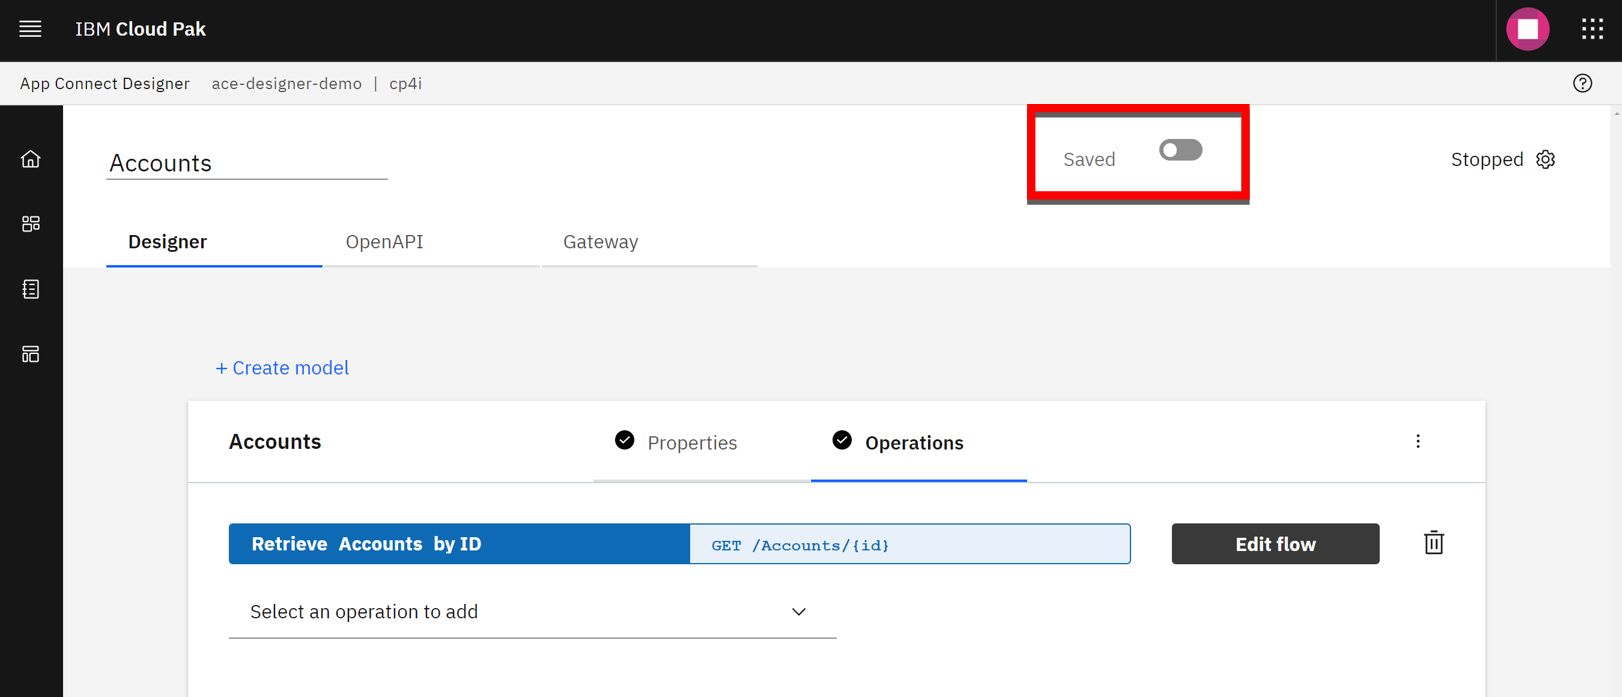 IBM Cloud Pak
App Connect Designer ace-designer-demo | cp4i
Accounts
Saved
Stopped
Designer
OpenAPI
Gateway
+ Create model
Accounts
Properties
Operations
Retrieve Accounts by ID
GET /Accounts/{id}
Edit flow
Select an operation to add